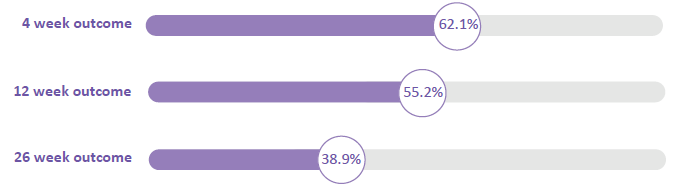 4 week outcome 62.1%
12 week outcome 55.2%
26 week outcome 38.9%